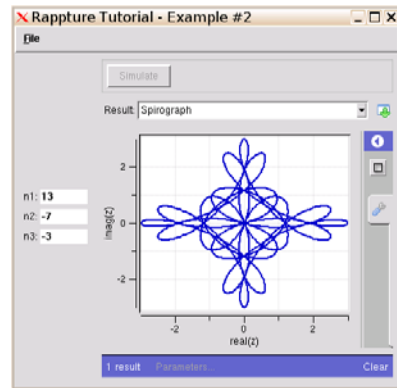 Rappture Tutorial - Example #2
File
Simulate
Result: Spirograph
n1: 13
n2: -7
n3: -3
imag(z)
2
0
-2
-2 0 2
real(z)
1 result Parameters... Clear